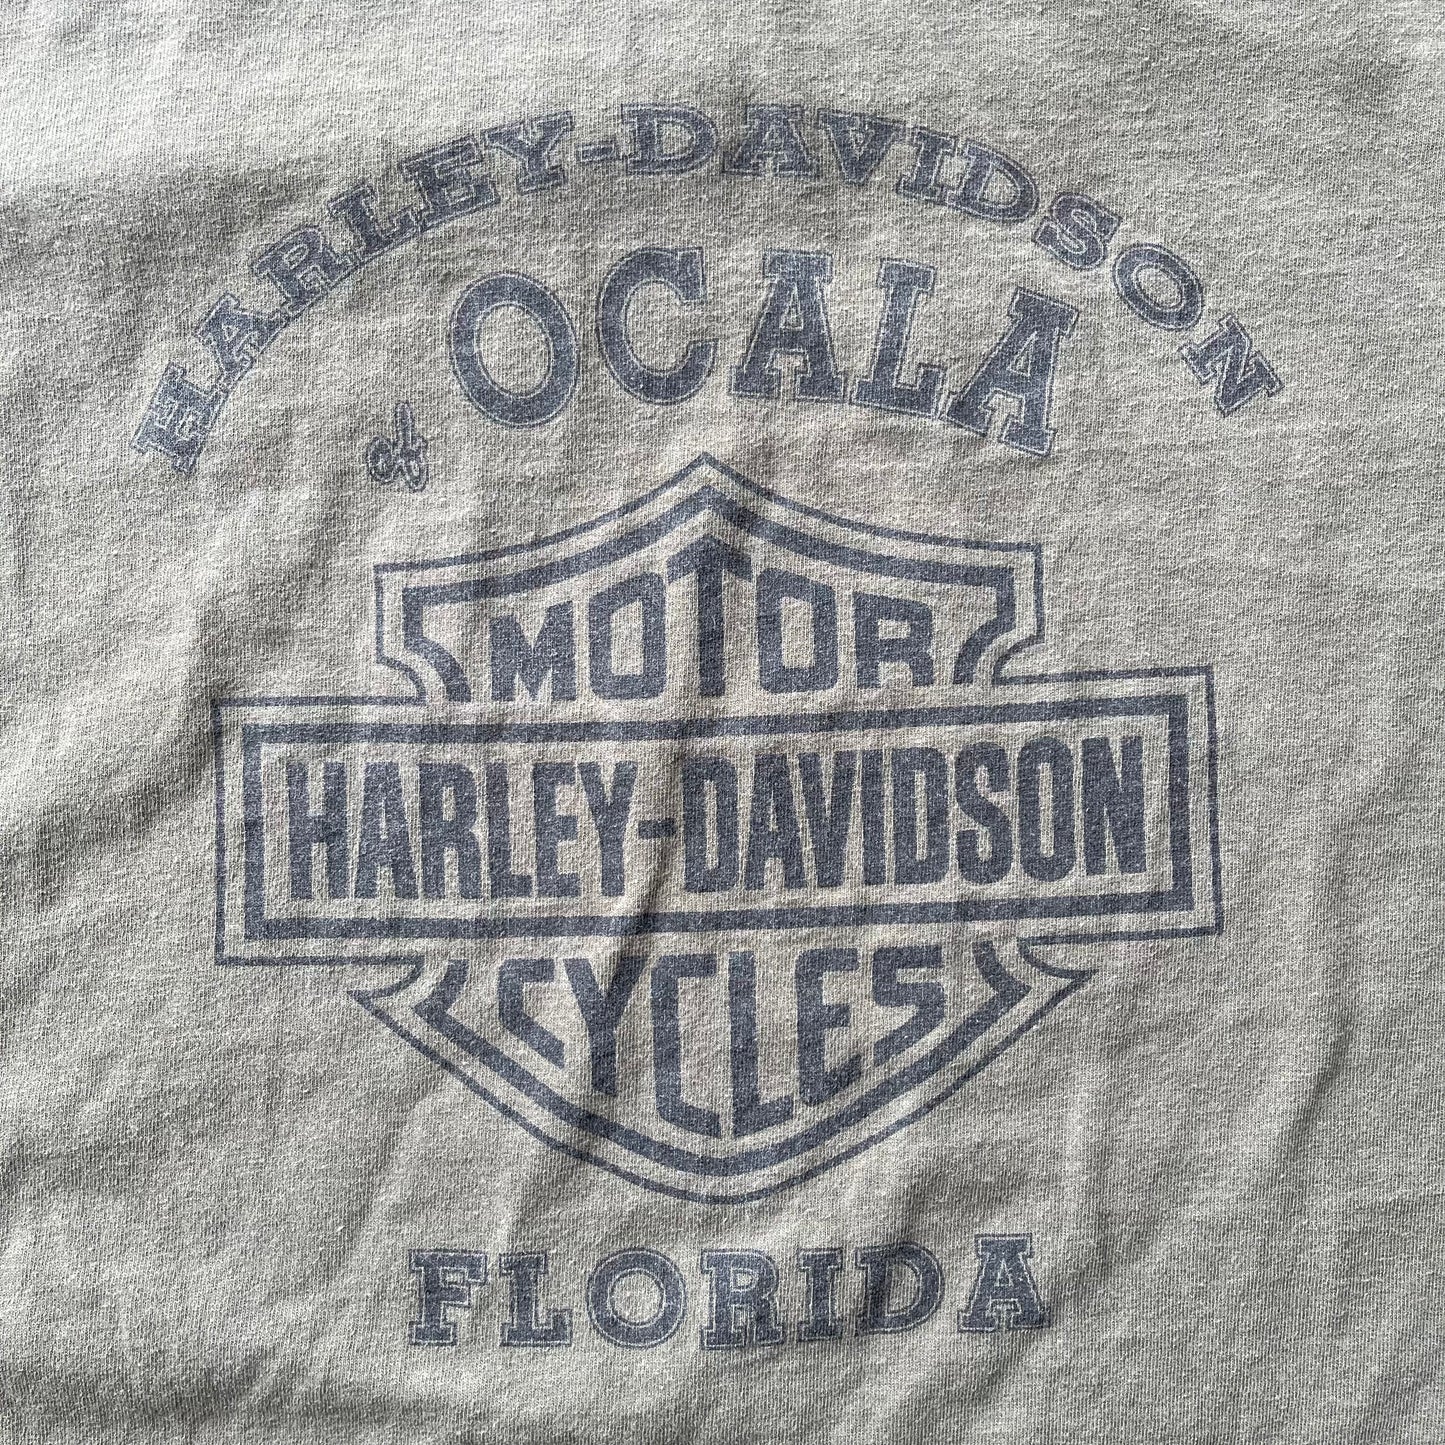 HARLEY-DAVIDSON
of OCALA
MOTOR
HARLEY-DAVIDSON
CYCLES
FLORIDA